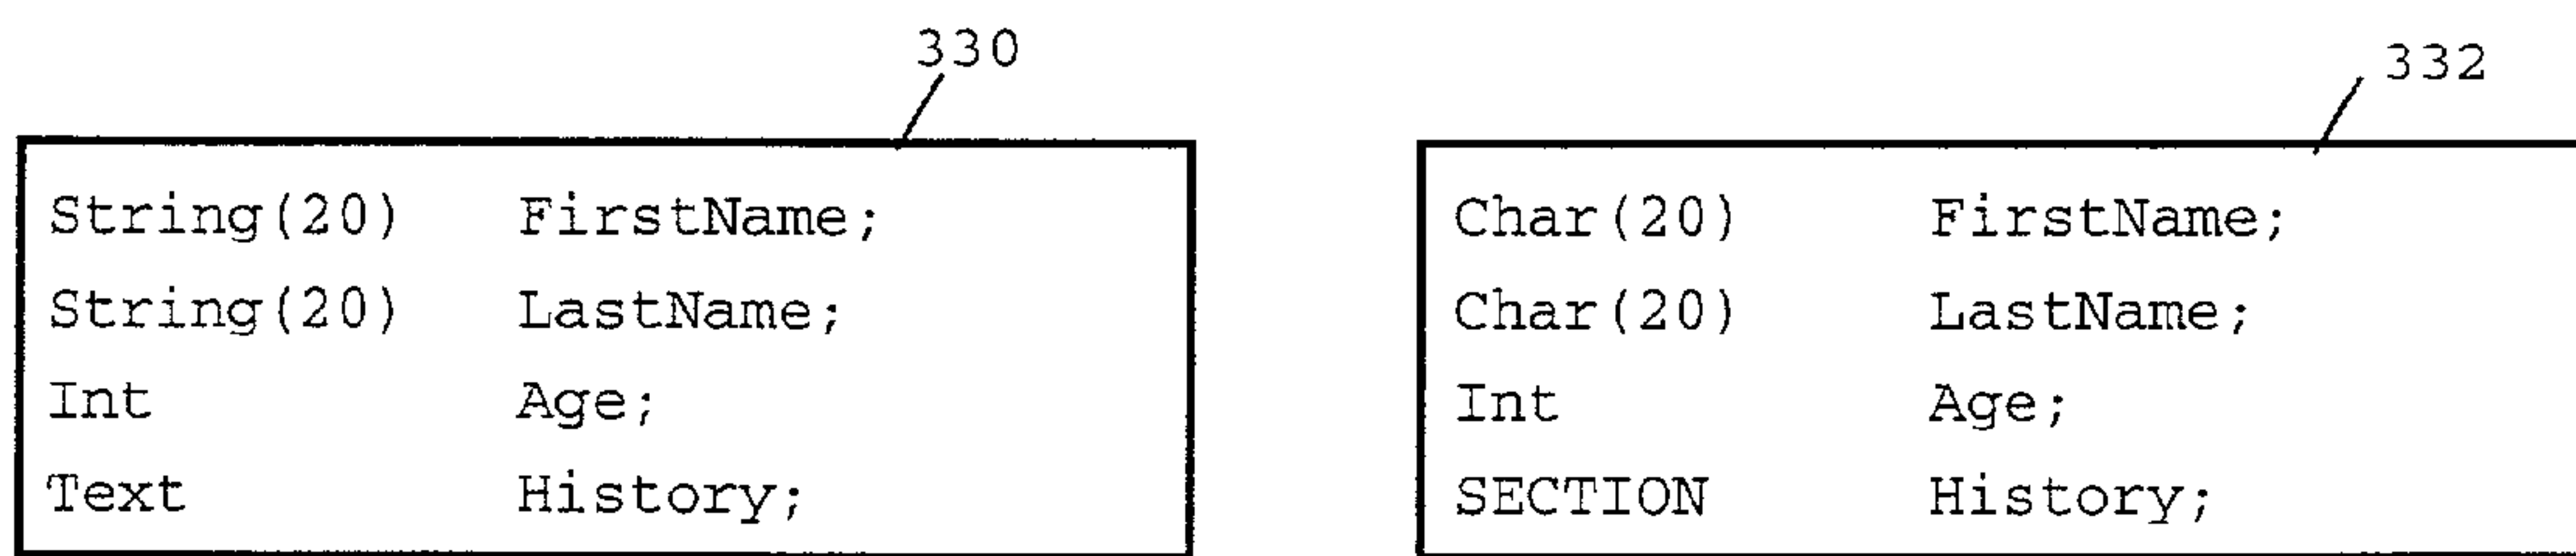 330
String(20) FirstName;
String(20) LastName;
Int Age;
Text History;
332
Char(20) FirstName;
Char(20) LastName;
Int Age;
SECTION History;